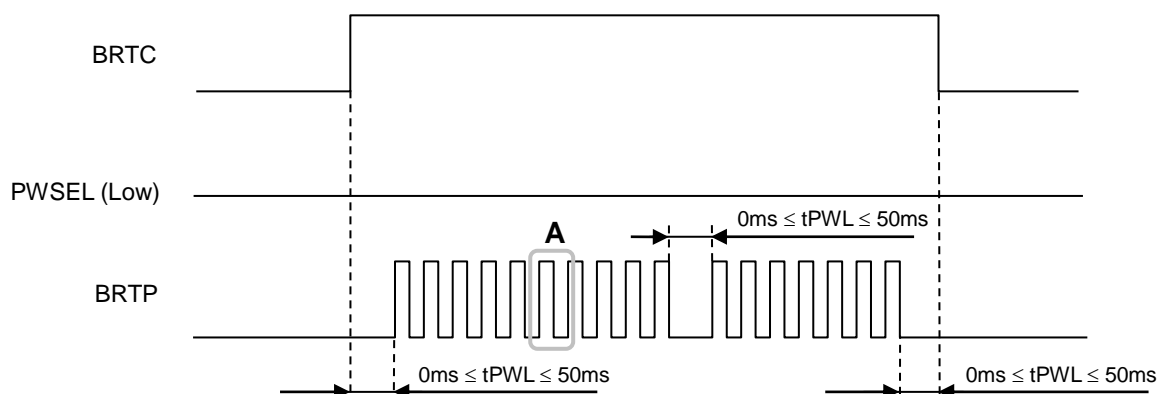 BRTC
PWSEL (Low)
0ms ≤ tPWL ≤ 50ms
A
BRTP
0ms ≤ tPWL ≤ 50ms
0ms ≤ tPWL ≤ 50ms